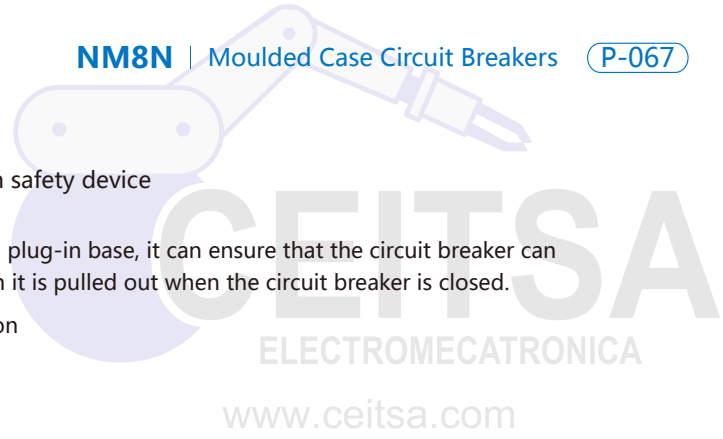 NM8N | Moulded Case Circuit Breakers P-067
safety device
plug-in base, it can ensure that the circuit breaker can
it is pulled out when the circuit breaker is closed.
CEITSA
ELECTROMECATRONICA
www.ceitsa.com